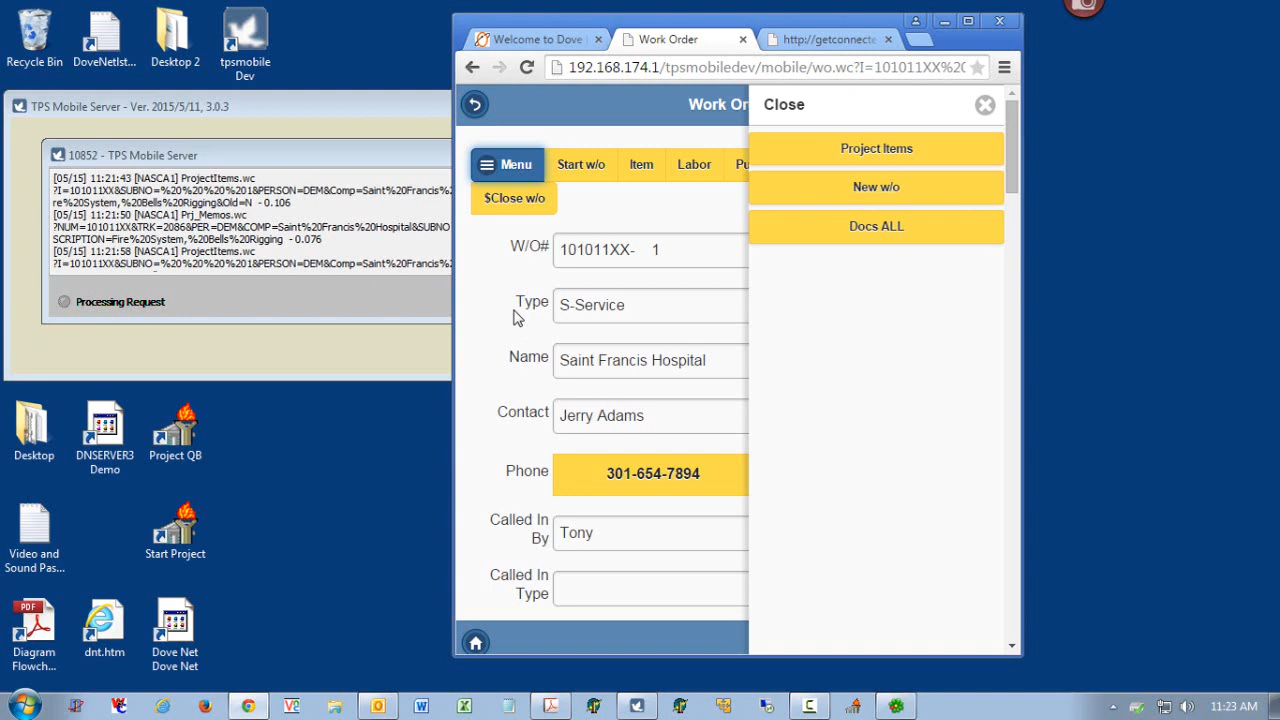 Recycle Bin
DoveNetIst...
Desktop 2
tpsmobile
Dev
TPS Mobile Server - Ver. 2015/5/11, 3.0.3
10852 - TPS Mobile Server
[05/15] 11:21:43 [NASCA1] ProjectItems.wc
?I=101011XX&SUBNO=%20%20%20%201&PERSON=DEM&Comp=Saint%20Francis%
re%20System,%20Bells%20Rigging&Old=N - 0.106
[05/15] 11:21:50 [NASCA1] Prj_Memos.wc
?NUM=101011XX&TRK=2086&PER=DEM&COMP=Saint%20Francis%20Hospital&SUBNO
SCRIPTION=Fire%20System,%20Bells%20Rigging - 0.076
[05/15] 11:21:58 [NASCA1] ProjectItems.wc
?I=101011XX&SUBNO=%20%20%20%201&PERSON=DEM&Comp=Saint%20Francis%
Processing Request
Desktop
DNSERVER3
Demo
Project QB
Video and
Sound Pas...
Start Project
PDF
Diagram
Flowch...
dnt.htm
Dove Net
Dove Net
Welcome to Dove
Work Order
http://getconnecte
192.168.174.1/tpsmobiledev/mobile/wo.wc?I=101011XX%2
Work Or
Menu
Start w/o
Item
Labor
Pu
$Close w/o
W/O#
101011XX-    1
Type
S-Service
Name
Saint Francis Hospital
Contact
Jerry Adams
Phone
301-654-7894
Called In
By
Tony
Called In
Type
Close
Project Items
New w/o
Docs ALL
11:23 AM